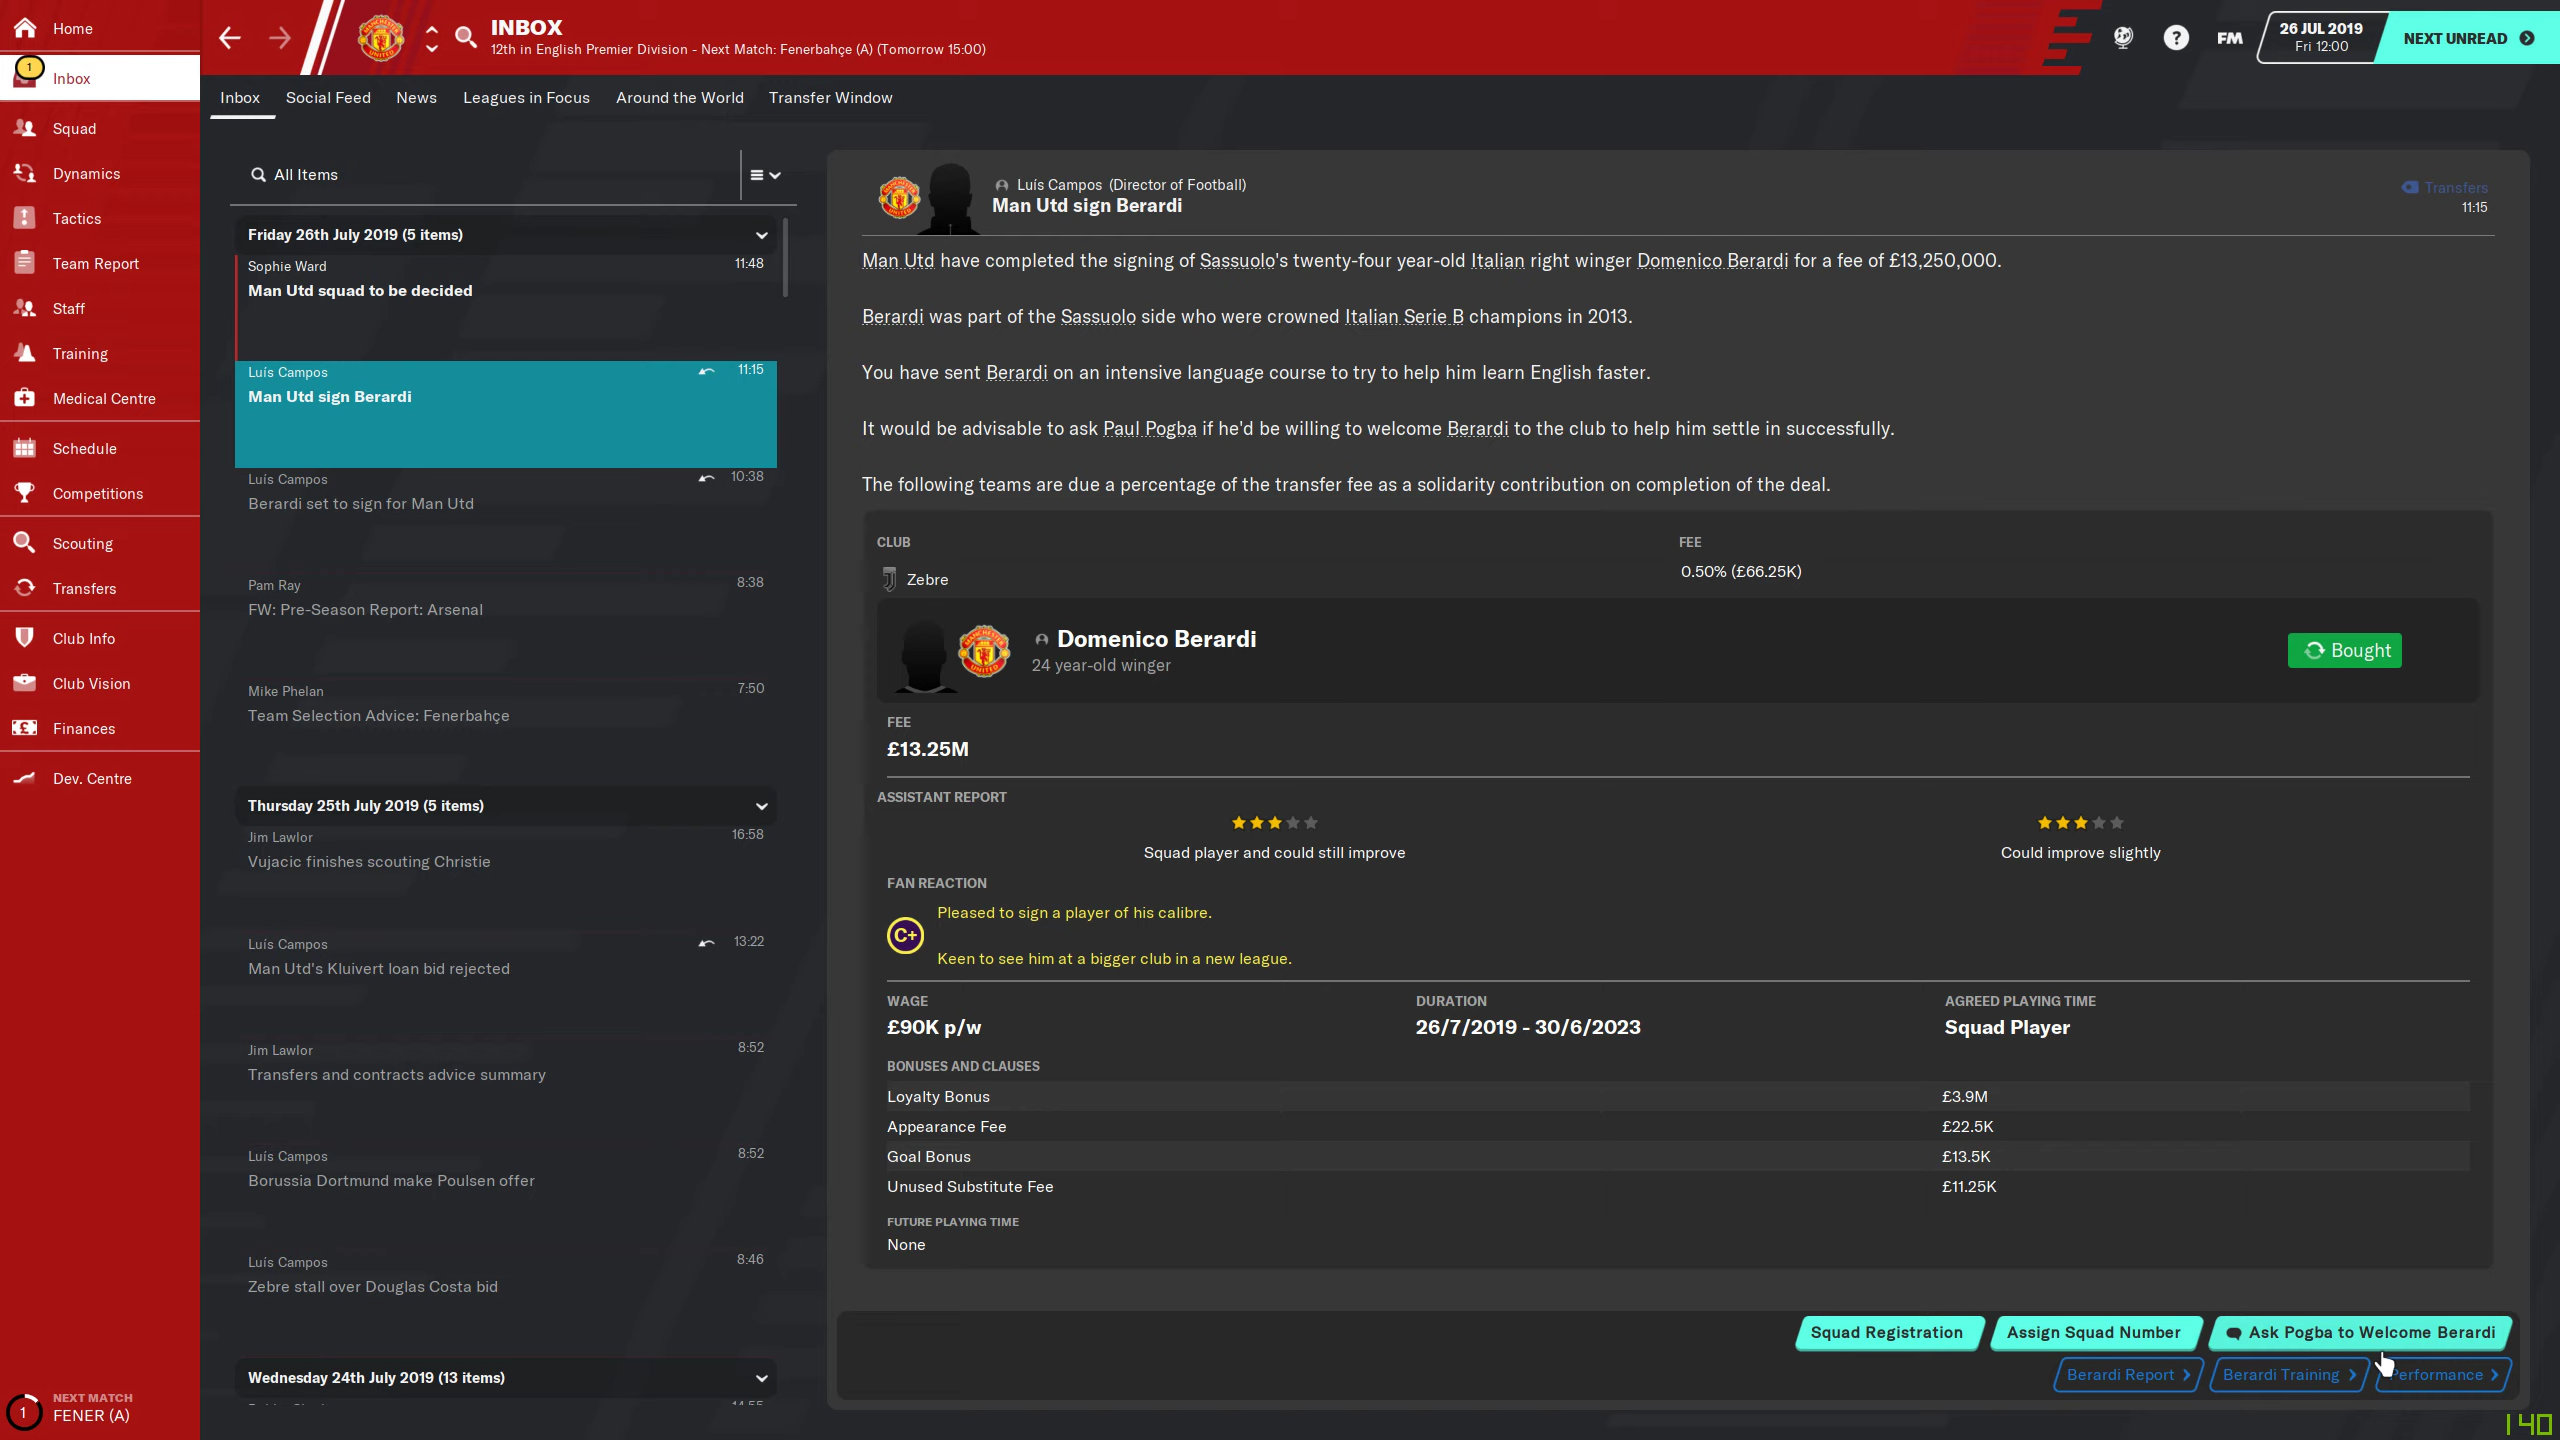 Home
1
Inbox
Squad
Dynamics
Tactics
Team Report
Staff
Training
Medical Centre
Schedule
Competitions
Scouting
Transfers
Club Info
Club Vision
Finances
Dev. Centre
NEXT MATCH
1 FENER (A)
INBOX
12th in English Premier Division - Next Match: Fenerbahçe (A) (Tomorrow 15:00)
? FM
26 JUL 2019
Fri 12:00
NEXT UNREAD
Inbox Social Feed News Leagues in Focus Around the World Transfer Window
All Items
Friday 26th July 2019 (5 items)
Sophie Ward 11:48
Man Utd squad to be decided
Luís Campos 11:15
Man Utd sign Berardi
Luís Campos 10:38
Berardi set to sign for Man Utd
Pam Ray 8:38
FW: Pre-Season Report: Arsenal
Mike Phelan 7:50
Team Selection Advice: Fenerbahçe
Thursday 25th July 2019 (5 items)
Jim Lawlor 16:58
Vujacic finishes scouting Christie
Luís Campos 13:22
Man Utd's Kluivert loan bid rejected
Jim Lawlor 8:52
Transfers and contracts advice summary
Luís Campos 8:52
Borussia Dortmund make Poulsen offer
Luís Campos 8:46
Zebre stall over Douglas Costa bid
Wednesday 24th July 2019 (13 items)
Luís Campos (Director of Football)
Man Utd sign Berardi
Transfers
11:15
Man Utd have completed the signing of Sassuolo's twenty-four year-old Italian right winger Domenico Berardi for a fee of £13,250,000.
Berardi was part of the Sassuolo side who were crowned Italian Serie B champions in 2013.
You have sent Berardi on an intensive language course to try to help him learn English faster.
It would be advisable to ask Paul Pogba if he'd be willing to welcome Berardi to the club to help him settle in successfully.
The following teams are due a percentage of the transfer fee as a solidarity contribution on completion of the deal.
CLUB FEE
Zebre 0.50% (£66.25K)
Domenico Berardi
24 year-old winger
Bought
FEE
£13.25M
ASSISTANT REPORT
Squad player and could still improve Could improve slightly
FAN REACTION
C+
Pleased to sign a player of his calibre.
Keen to see him at a bigger club in a new league.
WAGE DURATION AGREED PLAYING TIME
£90K p/w 26/7/2019 - 30/6/2023 Squad Player
BONUSES AND CLAUSES
Loyalty Bonus £3.9M
Appearance Fee £22.5K
Goal Bonus £13.5K
Unused Substitute Fee £11.25K
FUTURE PLAYING TIME
None
Squad Registration Assign Squad Number Ask Pogba to Welcome Berardi
Berardi Report Berardi Training Performance
140